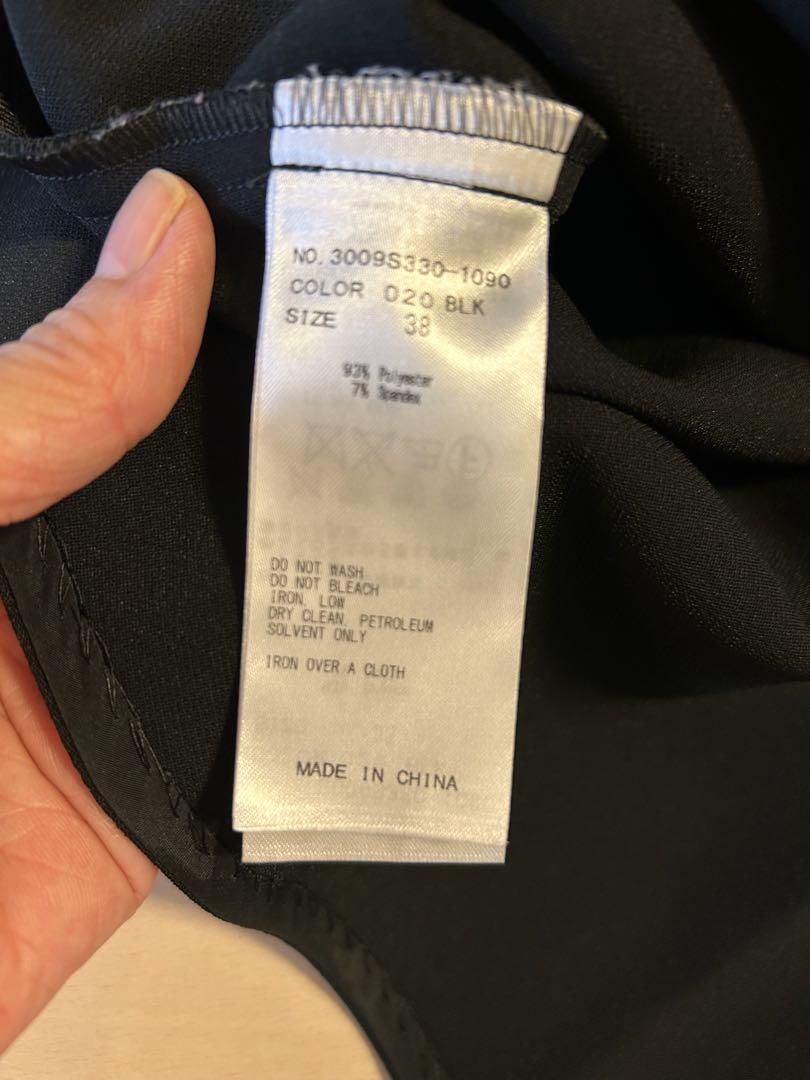 NO. 3009S330-1090
COLOR 020 BLK
SIZE 38
93% Polyester
7% Spandex
DO NOT WASH
DO NOT BLEACH
IRON, LOW
DRY CLEAN, PETROLEUM
SOLVENT ONLY
IRON OVER A CLOTH
MADE IN CHINA